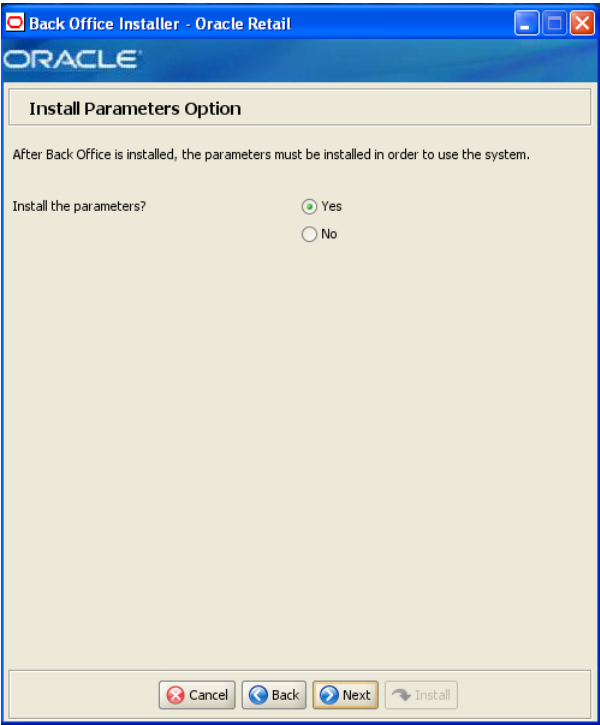 Back Office Installer - Oracle Retail
ORACLE
Install Parameters Option
After Back Office is installed, the parameters must be installed in order to use the system.
Install the parameters?
Yes
No
Cancel
Back
Next
Install